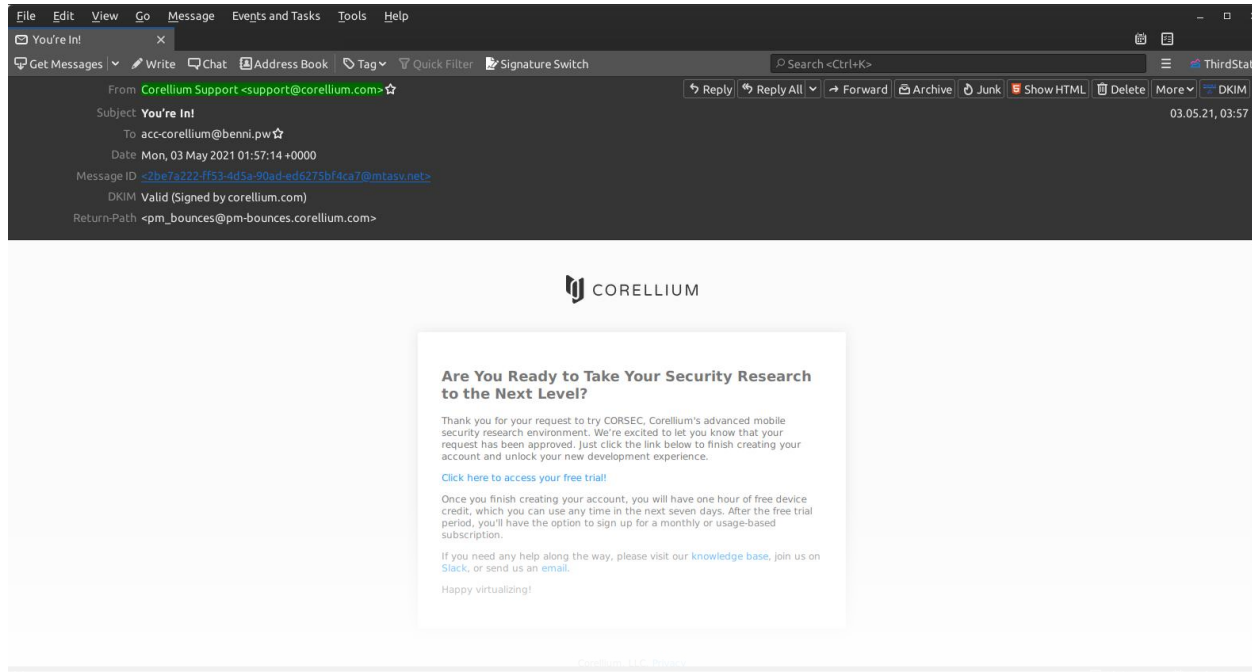 File Edit View Go Message Events and Tasks Tools Help
You're In!
Get Messages Write Chat Address Book Tag Quick Filter Signature Switch Search <Ctrl+K> ThirdStat
From Corellium Support <support@corellium.com> Reply Reply All Forward Archive Junk Show HTML Delete More DKIM
Subject You're In! 03.05.21, 03:57
To acc-corellium@benni.pw
Date Mon, 03 May 2021 01:57:14 +0000
Message ID <2be7a222-ff53-4d5a-90ad-ed6275bf4ca7@mtasv.net>
DKIM Valid (Signed by corellium.com)
Return-Path <pm_bounces@pm-bounces.corellium.com>
CORELLIUM
Are You Ready to Take Your Security Research
to the Next Level?
Thank you for your request to try CORSEC, Corellium's advanced mobile
security research environment. We're excited to let you know that your
request has been approved. Just click the link below to finish creating your
account and unlock your new development experience.
Click here to access your free trial!
Once you finish creating your account, you will have one hour of free device
credit, which you can use any time in the next seven days. After the free trial
period, you'll have the option to sign up for a monthly or usage-based
subscription.
If you need any help along the way, please visit our knowledge base, join us on
Slack, or send us an email.
Happy virtualizing!
Corellium, LLC. Privacy